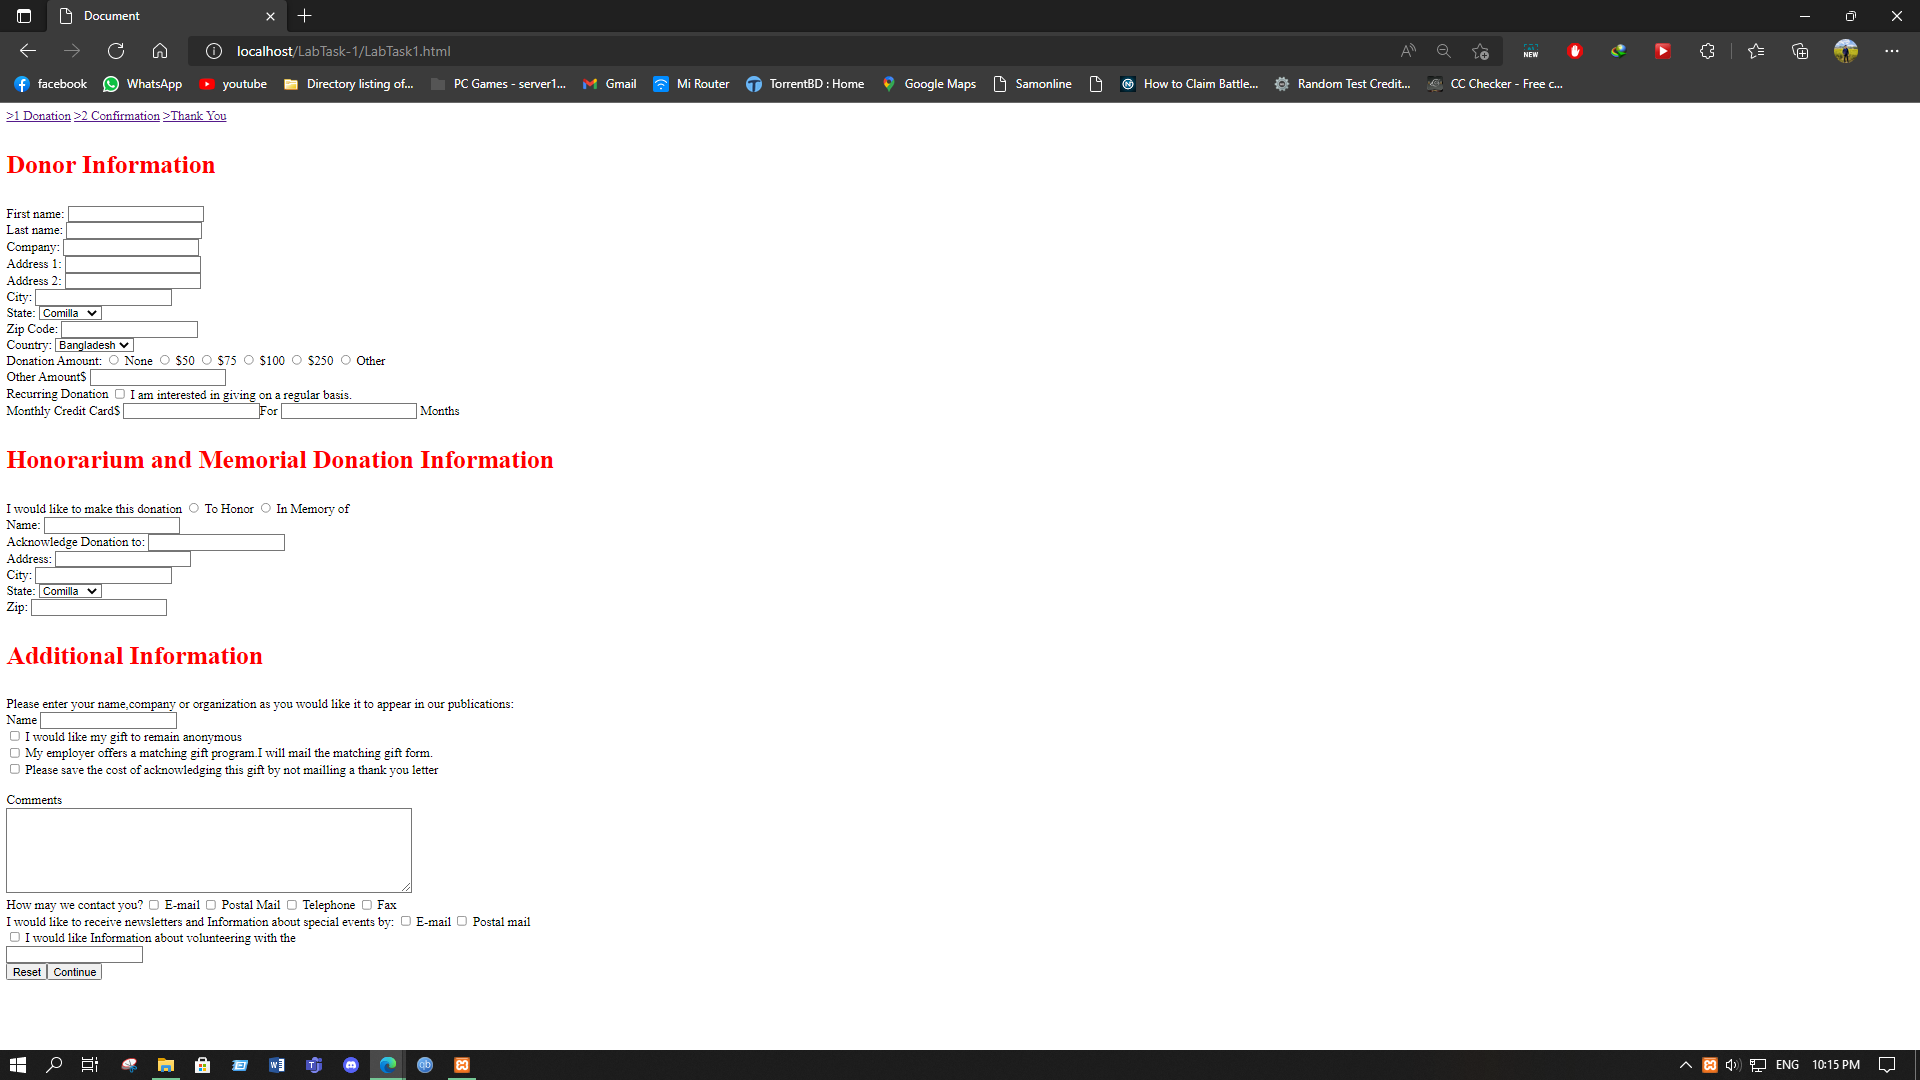 Document
localhost/LabTask-1/LabTask1.html
NEW
facebook WhatsApp youtube Directory listing of... PC Games - server1... Gmail Mi Router TorrentBD : Home Google Maps Samonline How to Claim Battle... Random Test Credit... CC Checker - Free c...
>1 Donation >2 Confirmation >Thank You
Donor Information
First name:
Last name:
Company:
Address 1:
Address 2:
City:
State: Comilla
Zip Code:
Country: Bangladesh
Donation Amount: None $50 $75 $100 $250 Other
Other Amount$
Recurring Donation I am interested in giving on a regular basis.
Monthly Credit Card$ For Months
Honorarium and Memorial Donation Information
I would like to make this donation To Honor In Memory of
Name:
Acknowledge Donation to:
Address:
City:
State: Comilla
Zip:
Additional Information
Please enter your name,company or organization as you would like it to appear in our publications:
Name
I would like my gift to remain anonymous
My employer offers a matching gift program.I will mail the matching gift form.
Please save the cost of acknowledging this gift by not mailling a thank you letter
Comments
How may we contact you? E-mail Postal Mail Telephone Fax
I would like to receive newsletters and Information about special events by: E-mail Postal mail
I would like Information about volunteering with the
Reset Continue
ENG 10:15 PM